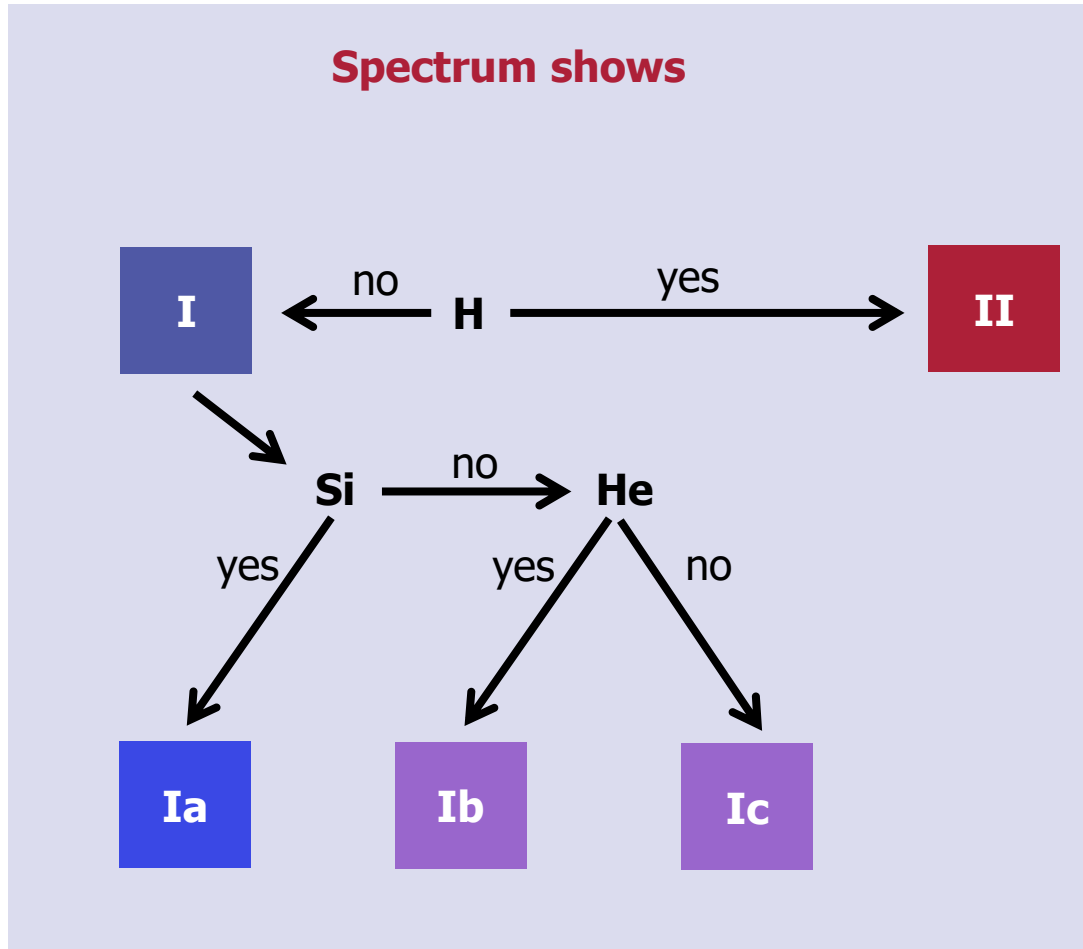 Spectrum shows
no
yes
I
H
II
no
Si
He
yes
yes
no
Ia
Ib
Ic